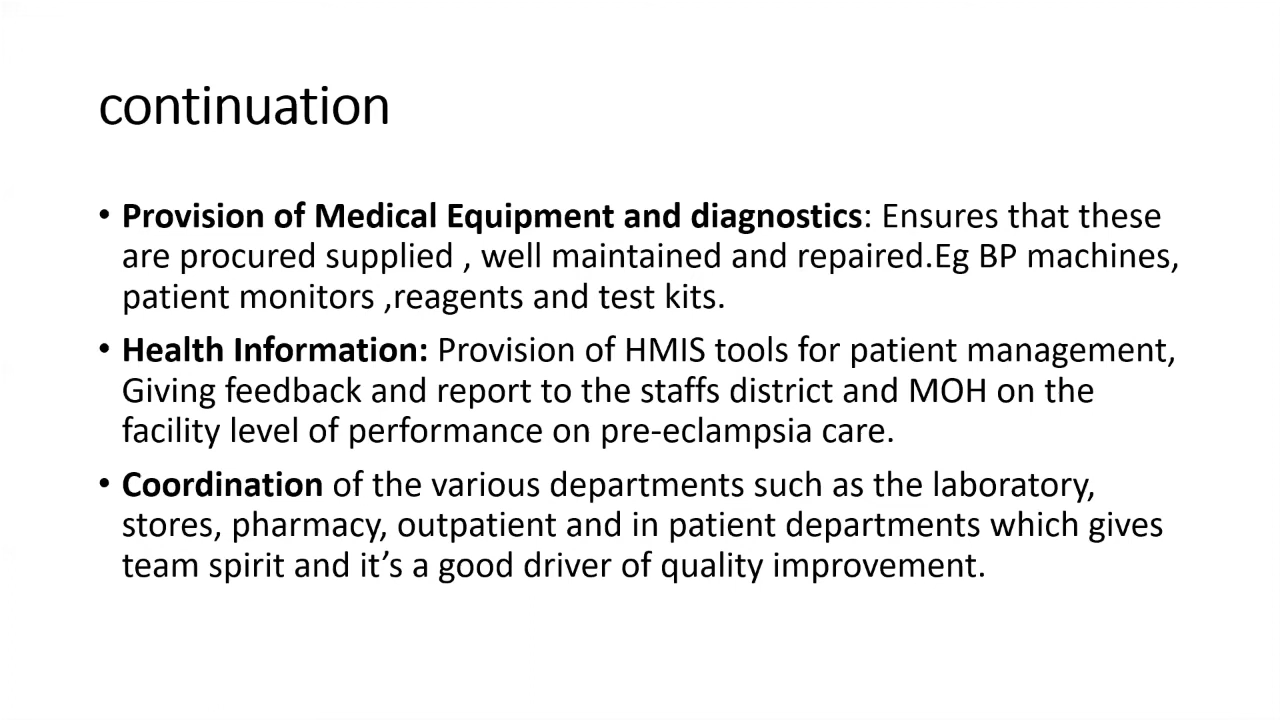 continuation
• Provision of Medical Equipment and diagnostics: Ensures that these
are procured supplied , well maintained and repaired.Eg BP machines,
patient monitors ,reagents and test kits.
• Health Information: Provision of HMIS tools for patient management,
Giving feedback and report to the staffs district and MOH on the
facility level of performance on pre-eclampsia care.
• Coordination of the various departments such as the laboratory,
stores, pharmacy, outpatient and in patient departments which gives
team spirit and it’s a good driver of quality improvement.